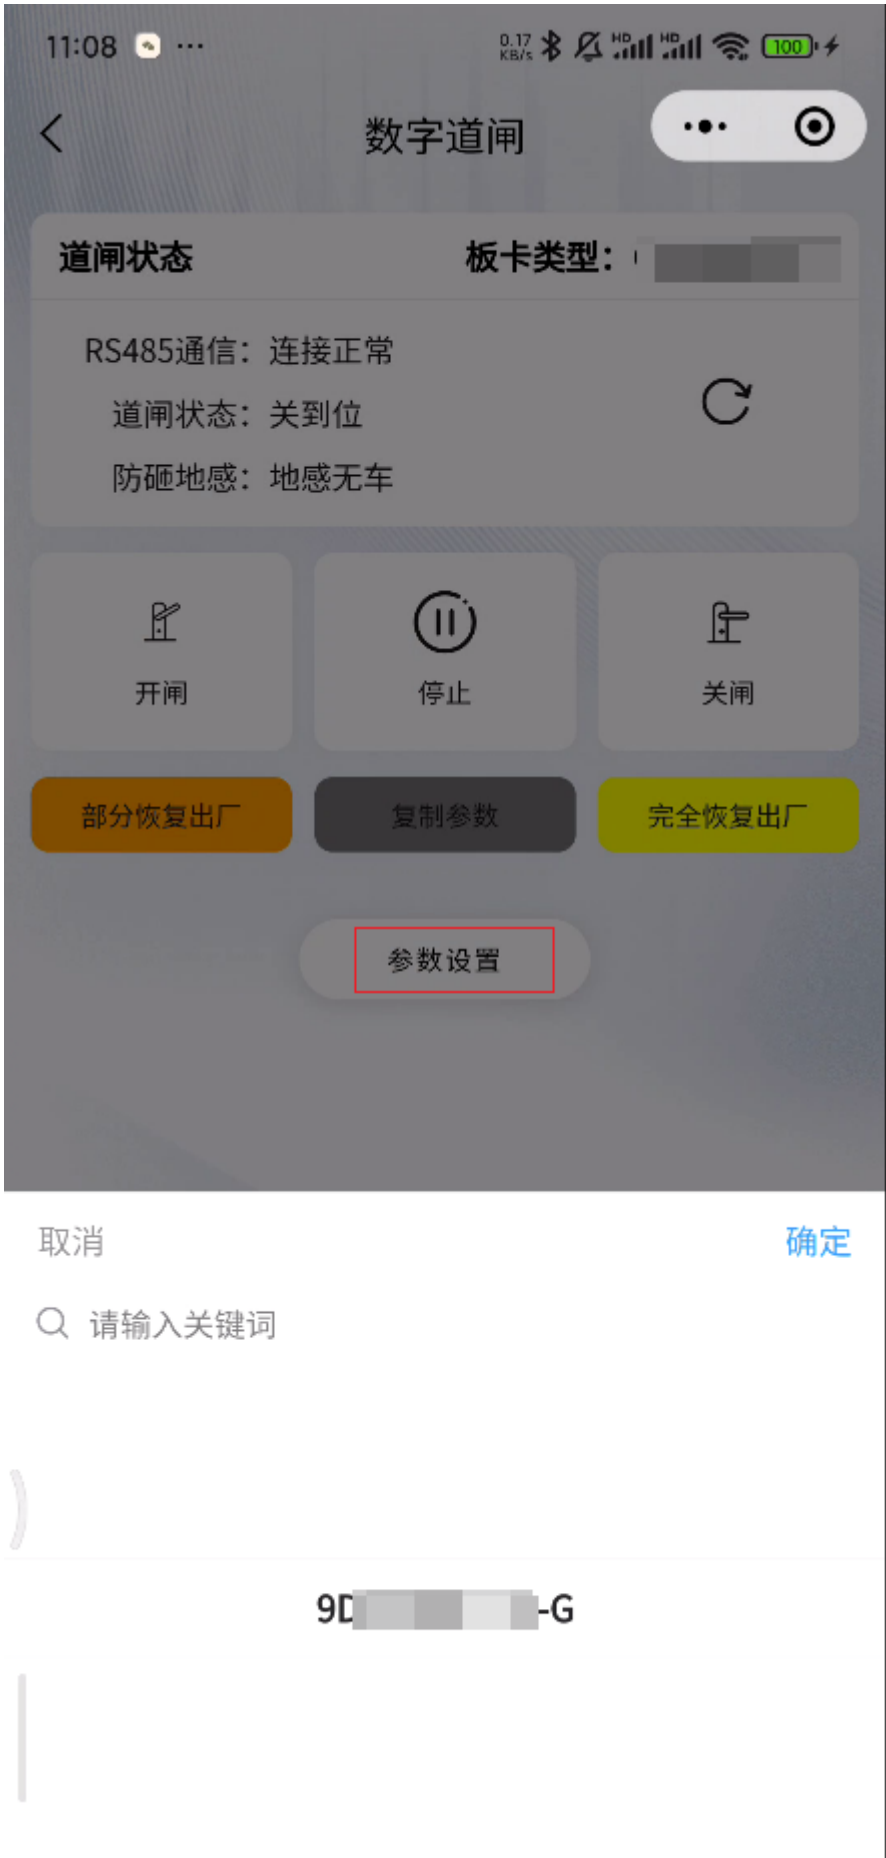 11:08 ... 0.17 KB/s HD HD 100
数字道闸
道闸状态 板卡类型：
RS485通信：连接正常
道闸状态：关到位
防砸地感：地感无车
开闸 停止 关闸
部分恢复出厂 复制参数 完全恢复出厂
参数设置
取消 确定
请输入关键词
9D -G